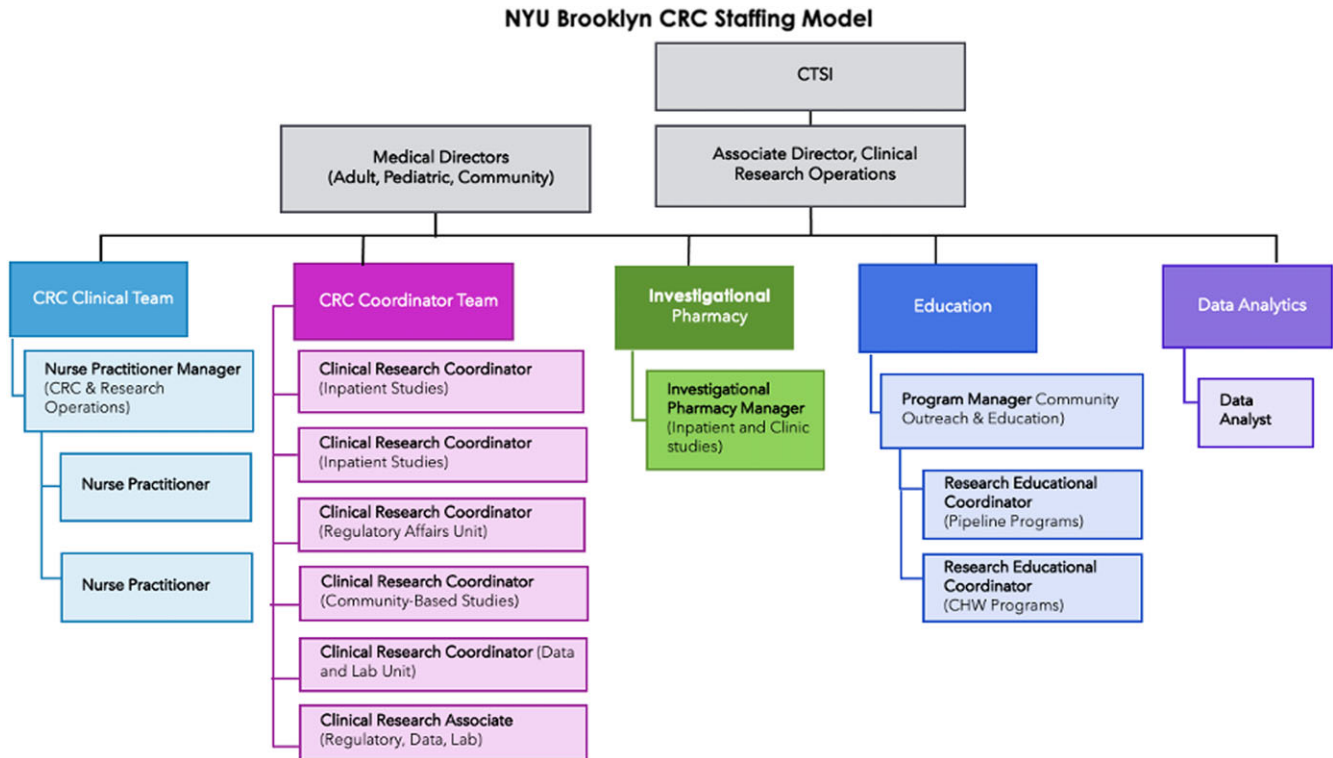 NYU Brooklyn CRC Staffing Model
CTSI
Medical Directors
(Adult, Pediatric, Community)
Associate Director, Clinical
Research Operations
CRC Clinical Team
Nurse Practitioner Manager
(CRC & Research
Operations)
Nurse Practitioner
Nurse Practitioner
CRC Coordinator Team
Clinical Research Coordinator
(Inpatient Studies)
Clinical Research Coordinator
(Inpatient Studies)
Clinical Research Coordinator
(Regulatory Affairs Unit)
Clinical Research Coordinator
(Community-Based Studies)
Clinical Research Coordinator (Data
and Lab Unit)
Clinical Research Associate
(Regulatory, Data, Lab)
Investigational
Pharmacy
Investigational
Pharmacy Manager
(Inpatient and Clinic
studies)
Education
Program Manager Community
Outreach & Education)
Research Educational
Coordinator
(Pipeline Programs)
Research Educational
Coordinator
(CHW Programs)
Data Analytics
Data
Analyst